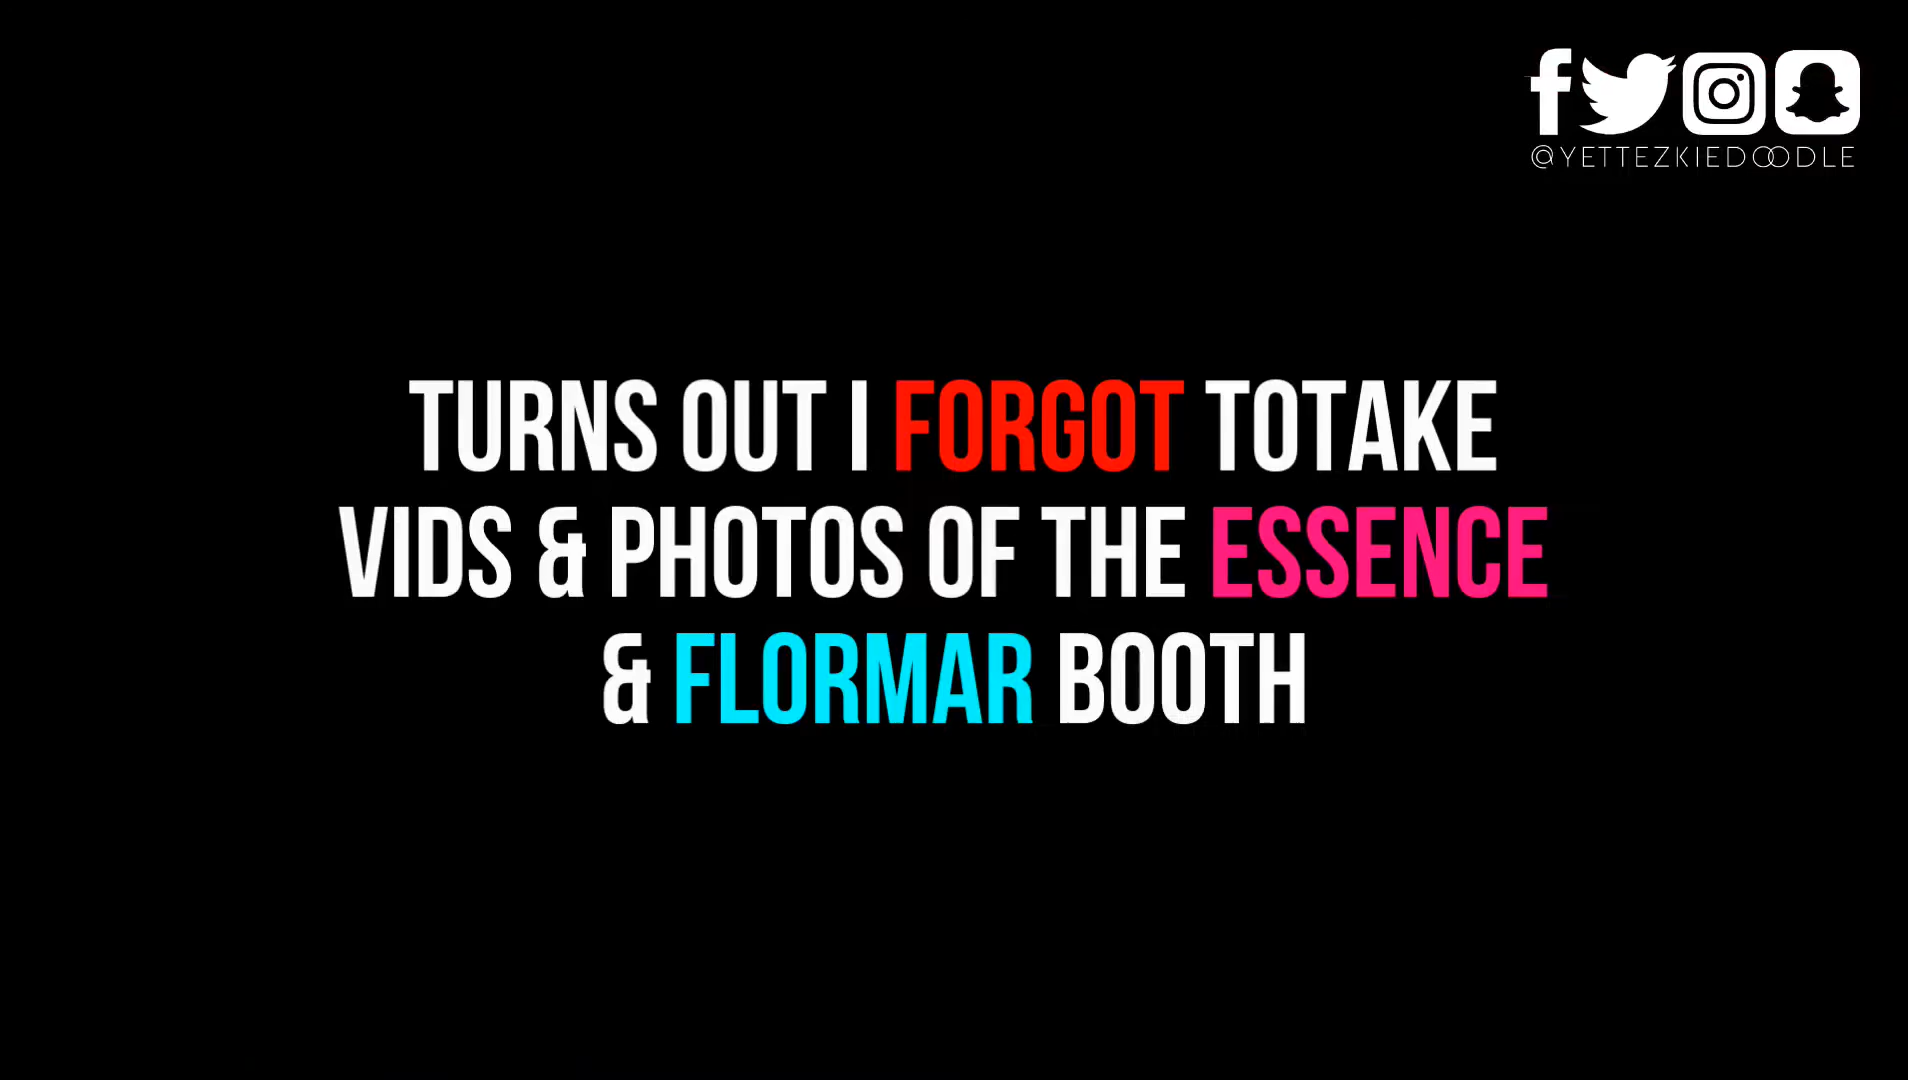 @YETTEZKIEDOODLE
TURNS OUT I FORGOT TOTAKE
VIDS & PHOTOS OF THE ESSENCE
& FLORMAR BOOTH